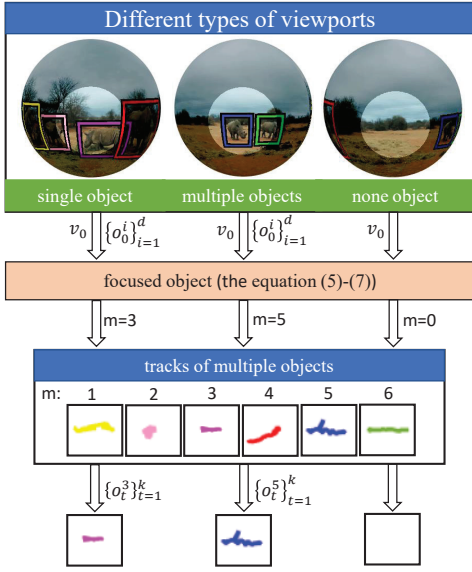 Different types of viewports
single object multiple objects none object
v₀ {o₀ⁱ}ᵈᵢ₌₁ v₀ {o₀ⁱ}ᵈᵢ₌₁ v₀
focused object (the equation (5)-(7))
m=3 m=5 m=0
tracks of multiple objects
m: 1 2 3 4 5 6
{oₜ³}ᵏₜ₌₁ {oₜ⁵}ᵏₜ₌₁